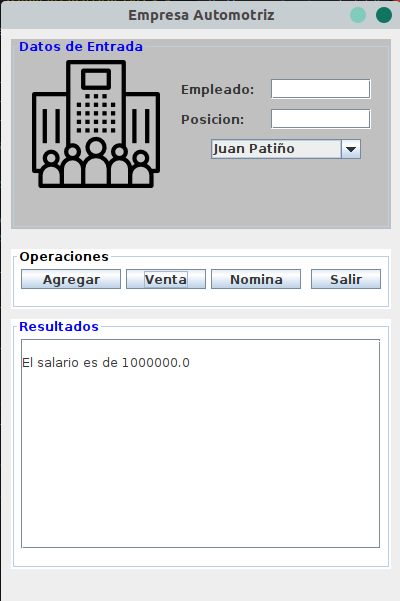 Empresa Automotriz
Datos de Entrada
Empleado:
Posicion:
Juan Patiño
Operaciones
Agregar Venta Nomina Salir
Resultados
El salario es de 1000000.0